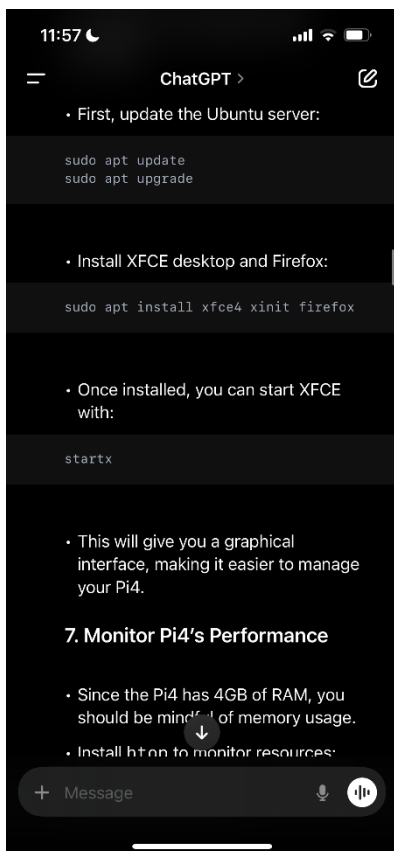 11:57
ChatGPT >
• First, update the Ubuntu server:
sudo apt update
sudo apt upgrade
• Install XFCE desktop and Firefox:
sudo apt install xfce4 xinit firefox
• Once installed, you can start XFCE
with:
startx
• This will give you a graphical
interface, making it easier to manage
your Pi4.
7. Monitor Pi4's Performance
• Since the Pi4 has 4GB of RAM, you
should be mindful of memory usage.
• Install htop to monitor resources:
Message